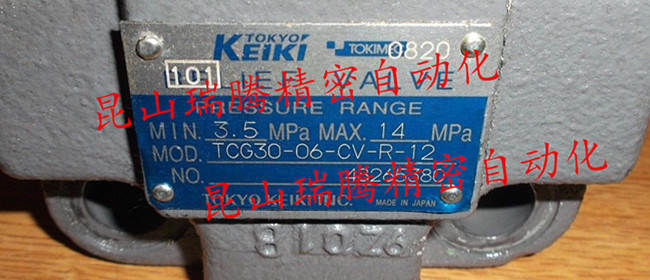 TOKYO
KEIKI TOKIMEC 0820
101 VALVE
PRESSURE RANGE
MIN. 3.5 MPa MAX. 14 MPa
MOD. TCG30-06-CV-R-12
NO.
TOKYO KEIKI INC. MADE IN JAPAN
昆山瑞腾精密自动化
昆山瑞腾精密自动化